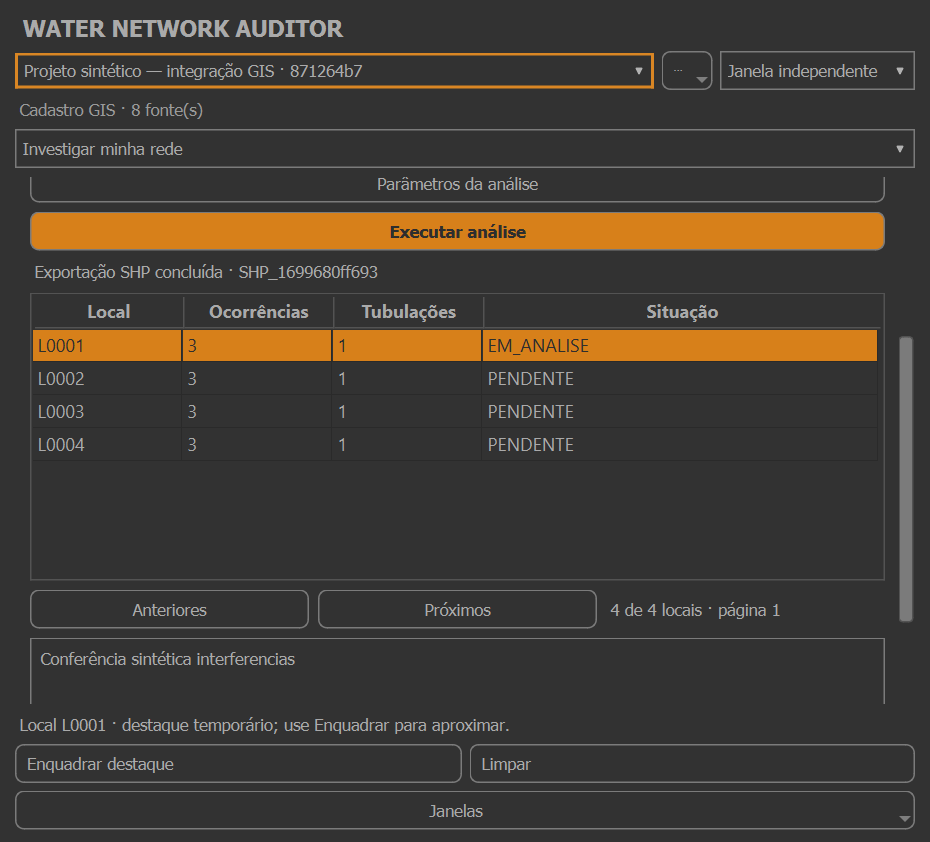 WATER NETWORK AUDITOR
Projeto sintético — integração GIS · 871264b7
...
Janela independente
Cadastro GIS · 8 fonte(s)
Investigar minha rede
Parâmetros da análise
Executar análise
Exportação SHP concluída · SHP_1699680ff693
Local Ocorrências Tubulações Situação
L0001 3 1 EM_ANALISE
L0002 3 1 PENDENTE
L0003 3 1 PENDENTE
L0004 3 1 PENDENTE
Anteriores Próximos 4 de 4 locais · página 1
Conferência sintética interferencias
Local L0001 · destaque temporário; use Enquadrar para aproximar.
Enquadrar destaque Limpar
Janelas